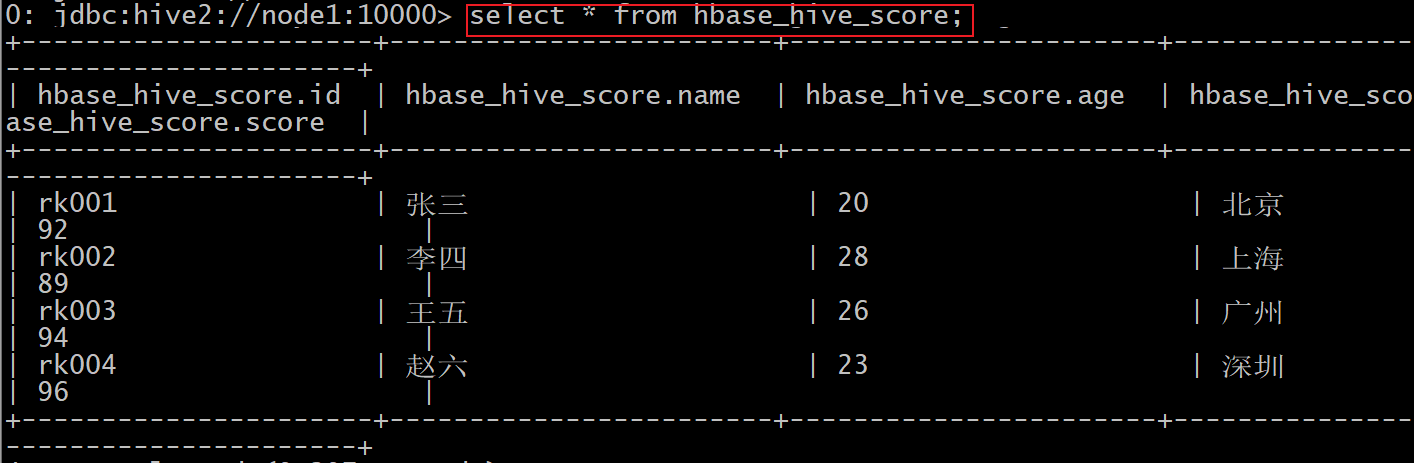 0: jdbc:hive2://node1:10000> select * from hbase_hive_score;
+----------------------+------------------------+-----------------------+---------------
----------------------+
| hbase_hive_score.id | hbase_hive_score.name | hbase_hive_score.age | hbase_hive_sco
ase_hive_score.score |
+----------------------+------------------------+-----------------------+---------------
----------------------+
| rk001 | 张三 | 20 | 北京
| 92 |
| rk002 | 李四 | 28 | 上海
| 89 |
| rk003 | 王五 | 26 | 广州
| 94 |
| rk004 | 赵六 | 23 | 深圳
| 96 |
+----------------------+------------------------+-----------------------+---------------
----------------------+